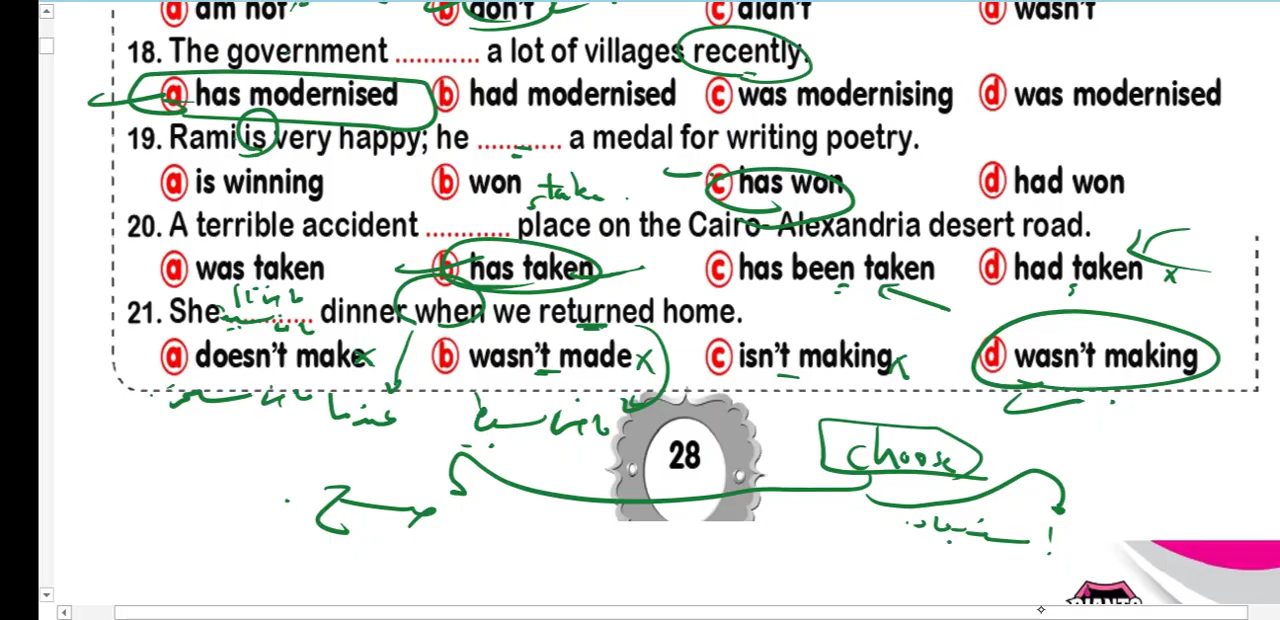 a am not b don't c didn't d wasn't
18. The government ............ a lot of villages recently.
a has modernised b had modernised c was modernising d was modernised
19. Rami is very happy; he ............ a medal for writing poetry.
a is winning b won c has won d had won
take
20. A terrible accident ............ place on the Cairo- Alexandria desert road.
a was taken b has taken c has been taken d had taken x
21. She ............ dinner when we returned home.
a doesn't make x b wasn't made x c isn't making x d wasn't making
28
choose